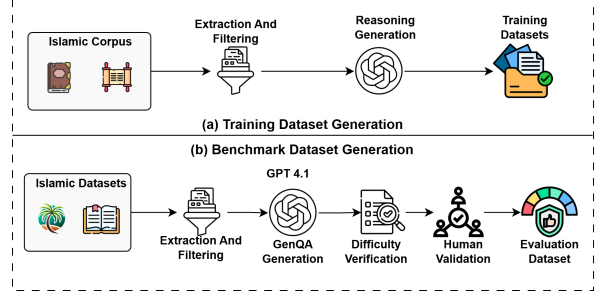 Islamic Corpus
Extraction And
Filtering
Reasoning
Generation
Training
Datasets
(a) Training Dataset Generation
(b) Benchmark Dataset Generation
Islamic Datasets
Extraction And
Filtering
GPT 4.1
GenQA
Generation
Difficulty
Verification
Human
Validation
Evaluation
Dataset